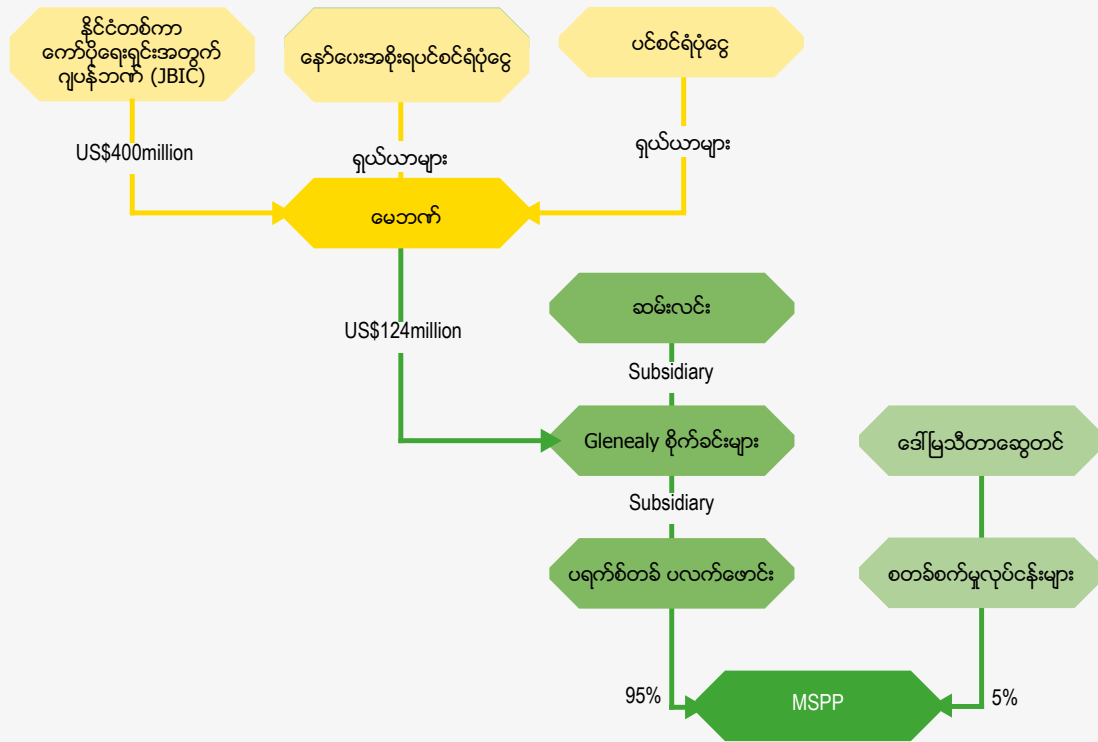 နိုင်ငံတစ်ကာ
ကော်ပိုရေးရှင်းအတွက်
ဂျပန်ဘဏ် (JBIC)
နော်ဝေးအစိုးရပင်စင်ရံပုံငွေ
ပင်စင်ရံပုံငွေ
US$400million
ရှယ်ယာများ
ရှယ်ယာများ
မေဘဏ်
US$124million
ဆမ်းလင်း
Subsidiary
Glenealy စိုက်ခင်းများ
ဒေါ်မြသီတာဆွေတင်
Subsidiary
ပရက်စ်တခ် ပလက်ဖောင်း
စတခ်စက်မှုလုပ်ငန်းများ
95%
MSPP
5%